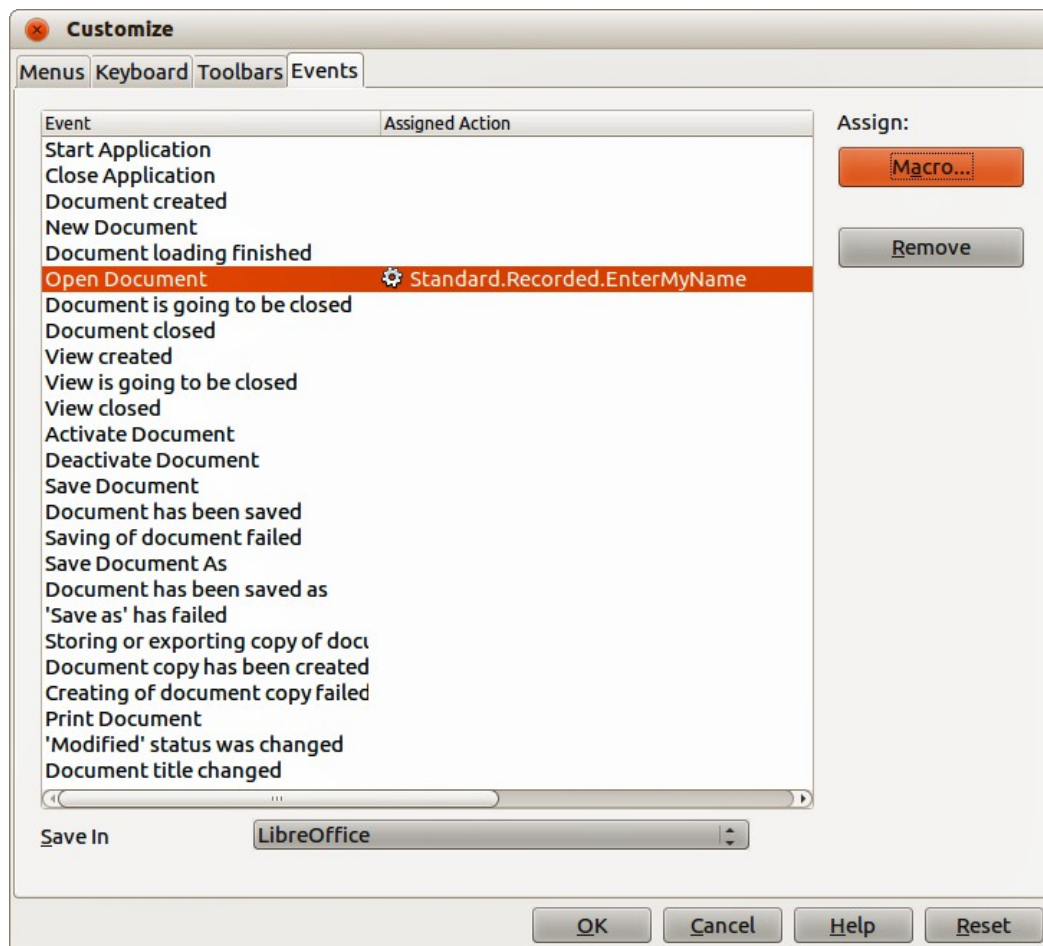 Customize
Menus Keyboard Toolbars Events
Event Assigned Action
Assign:
Start Application
Macro...
Close Application
Document created
New Document
Document loading finished
Remove
Open Document Standard.Recorded.EnterMyName
Document is going to be closed
Document closed
View created
View is going to be closed
View closed
Activate Document
Deactivate Document
Save Document
Document has been saved
Saving of document failed
Save Document As
Document has been saved as
'Save as' has failed
Storing or exporting copy of docu
Document copy has been created
Creating of document copy failed
Print Document
'Modified' status was changed
Document title changed
Save In LibreOffice
OK Cancel Help Reset